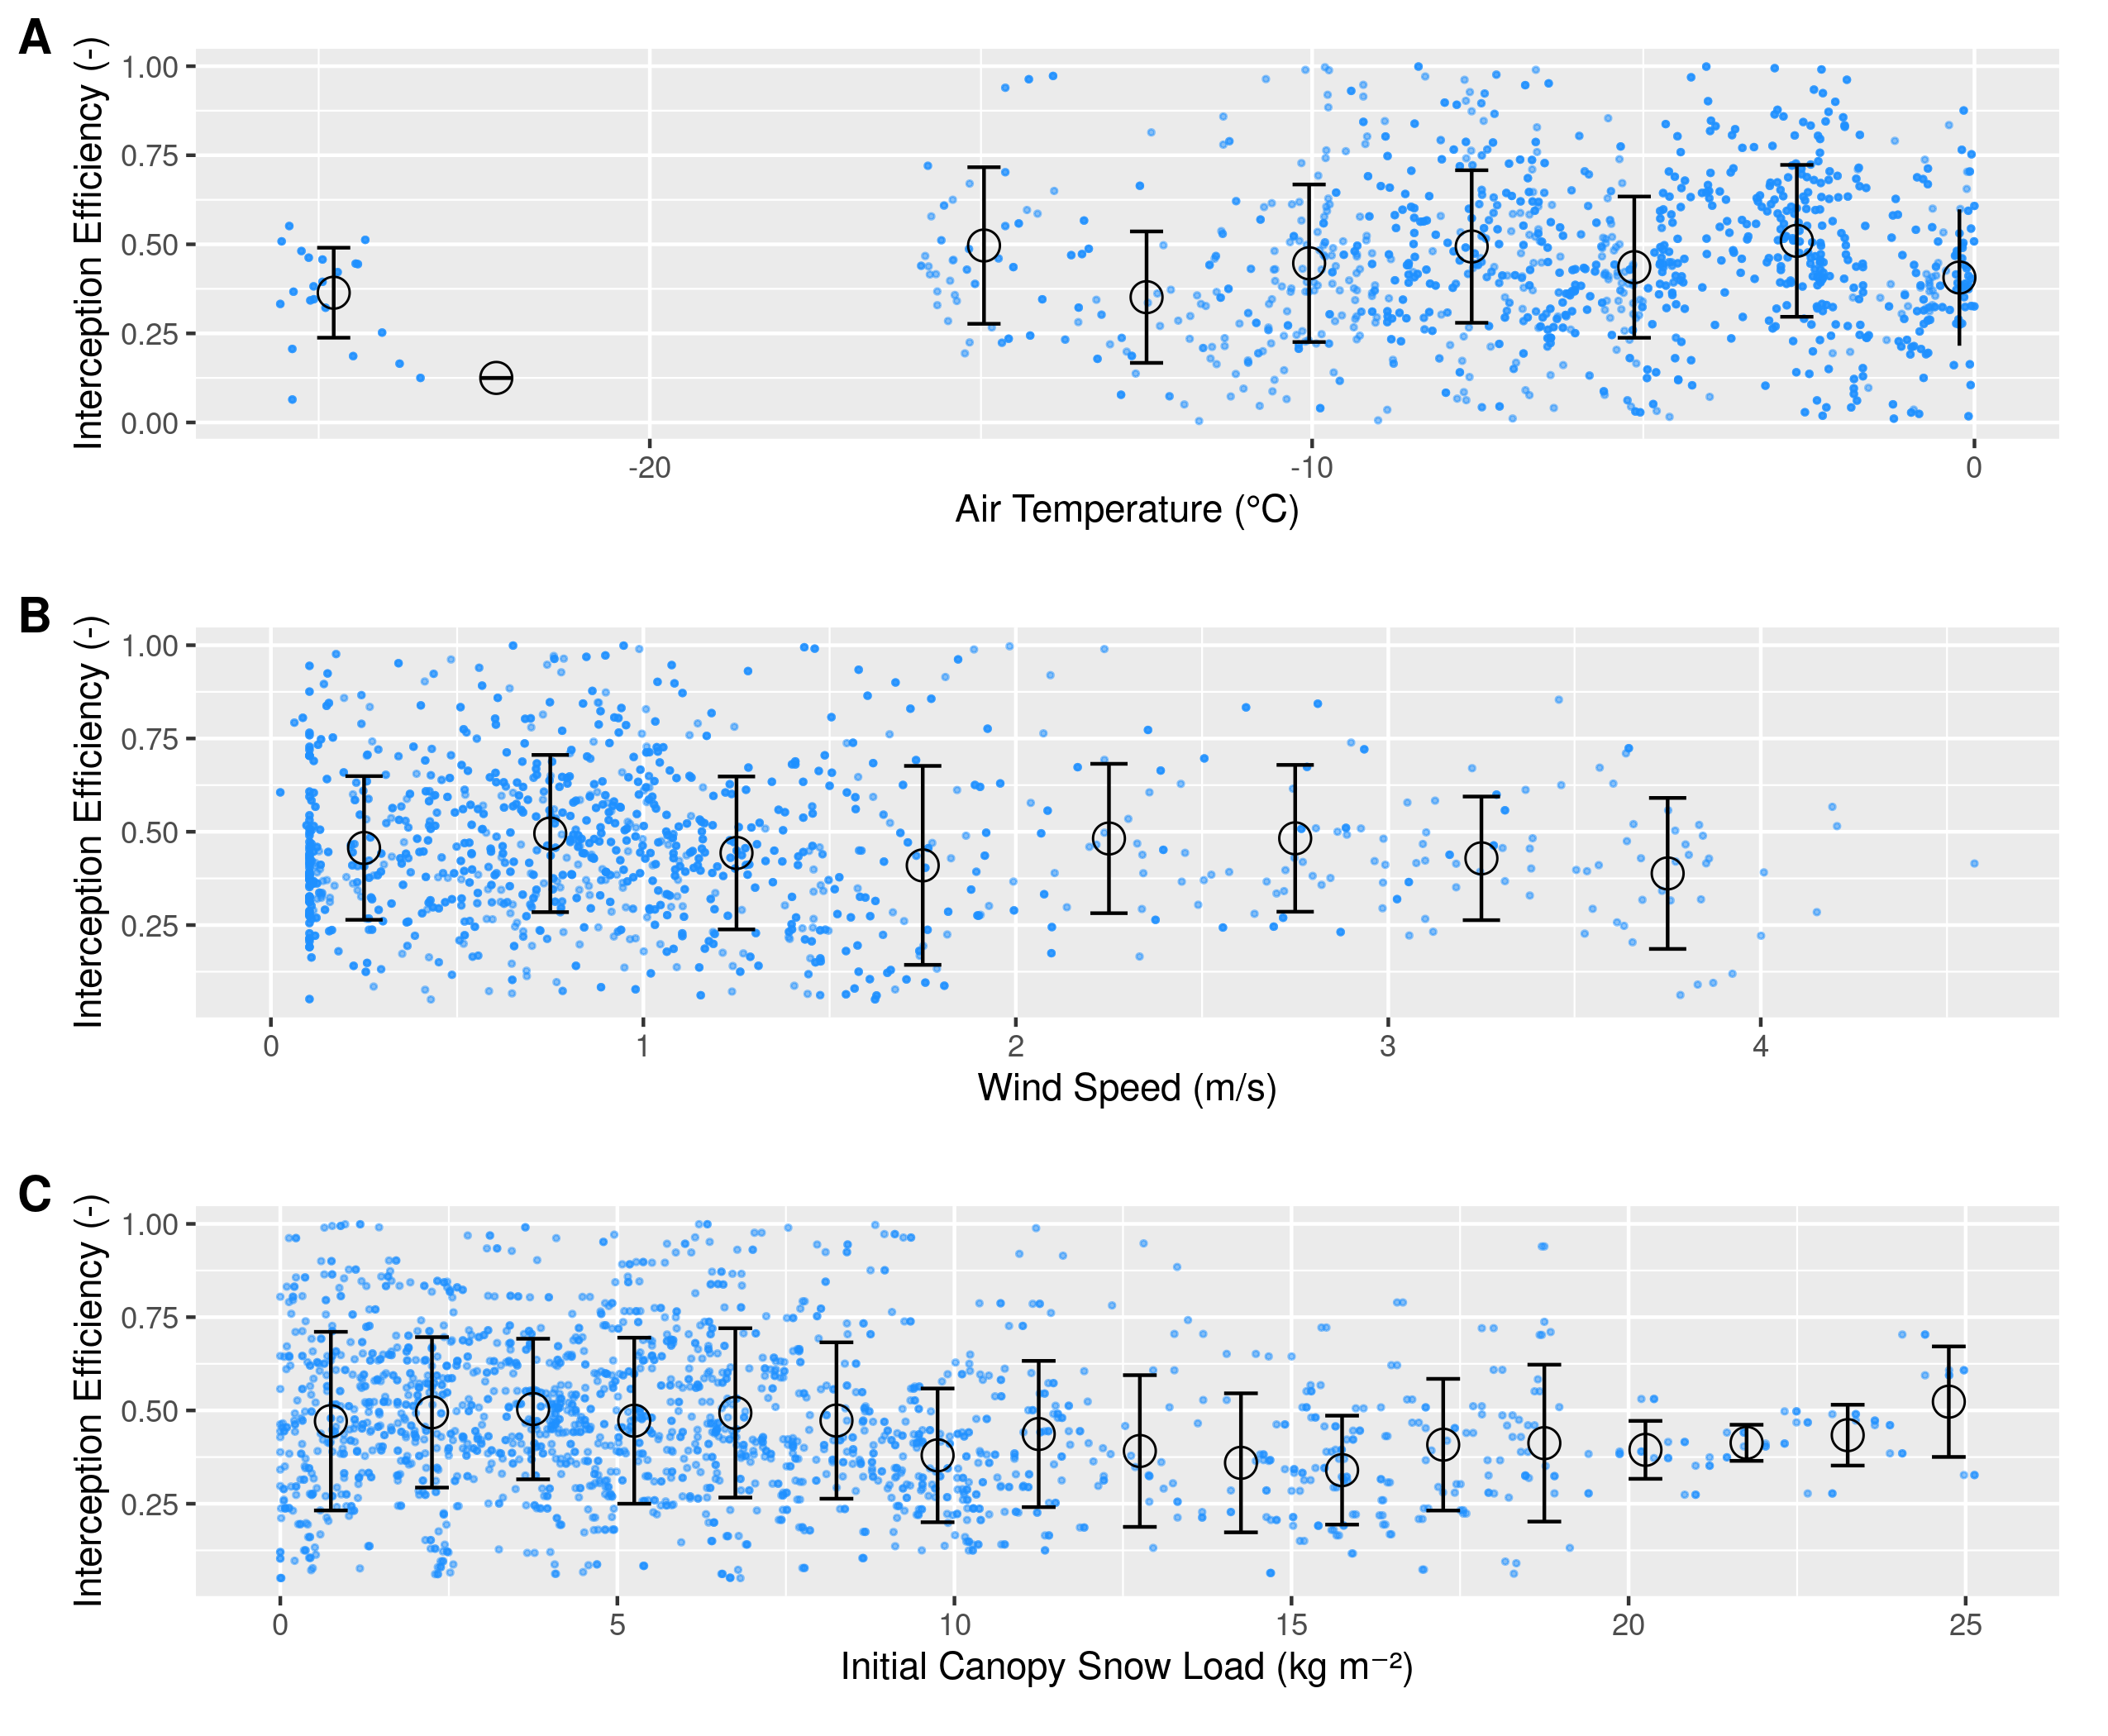 A
Interception Efficiency (-)
1.00
0.75
0.50
0.25
0.00
-20 -10 0
Air Temperature (°C)
B
Interception Efficiency (-)
1.00
0.75
0.50
0.25
0 1 2 3 4
Wind Speed (m/s)
C
Interception Efficiency (-)
1.00
0.75
0.50
0.25
0 5 10 15 20 25
Initial Canopy Snow Load (kg m⁻²)